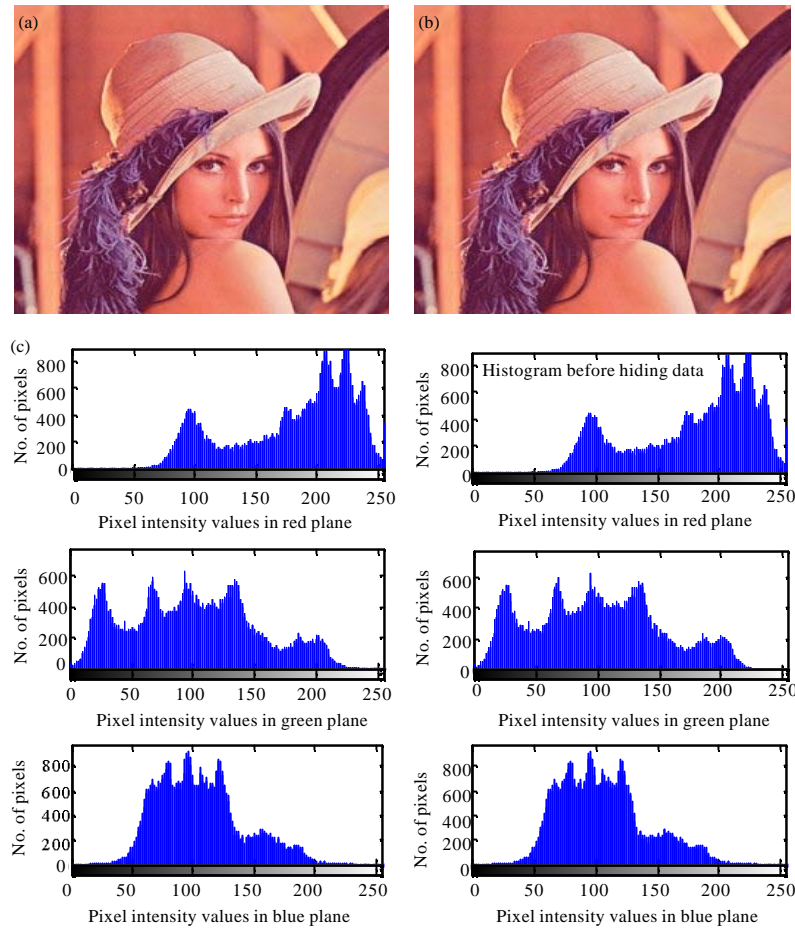 (a)
(b)
(c)
No. of pixels
800
600
400
200
0
0 50 100 150 200 250
Pixel intensity values in red plane
Histogram before hiding data
No. of pixels
800
600
400
200
0
0 50 100 150 200 250
Pixel intensity values in red plane
No. of pixels
600
400
200
0
0 50 100 150 200 250
Pixel intensity values in green plane
No. of pixels
600
400
200
0
0 50 100 150 200 250
Pixel intensity values in green plane
No. of pixels
800
600
400
200
0
0 50 100 150 200 250
Pixel intensity values in blue plane
No. of pixels
800
600
400
200
0
0 50 100 150 200 250
Pixel intensity values in blue plane